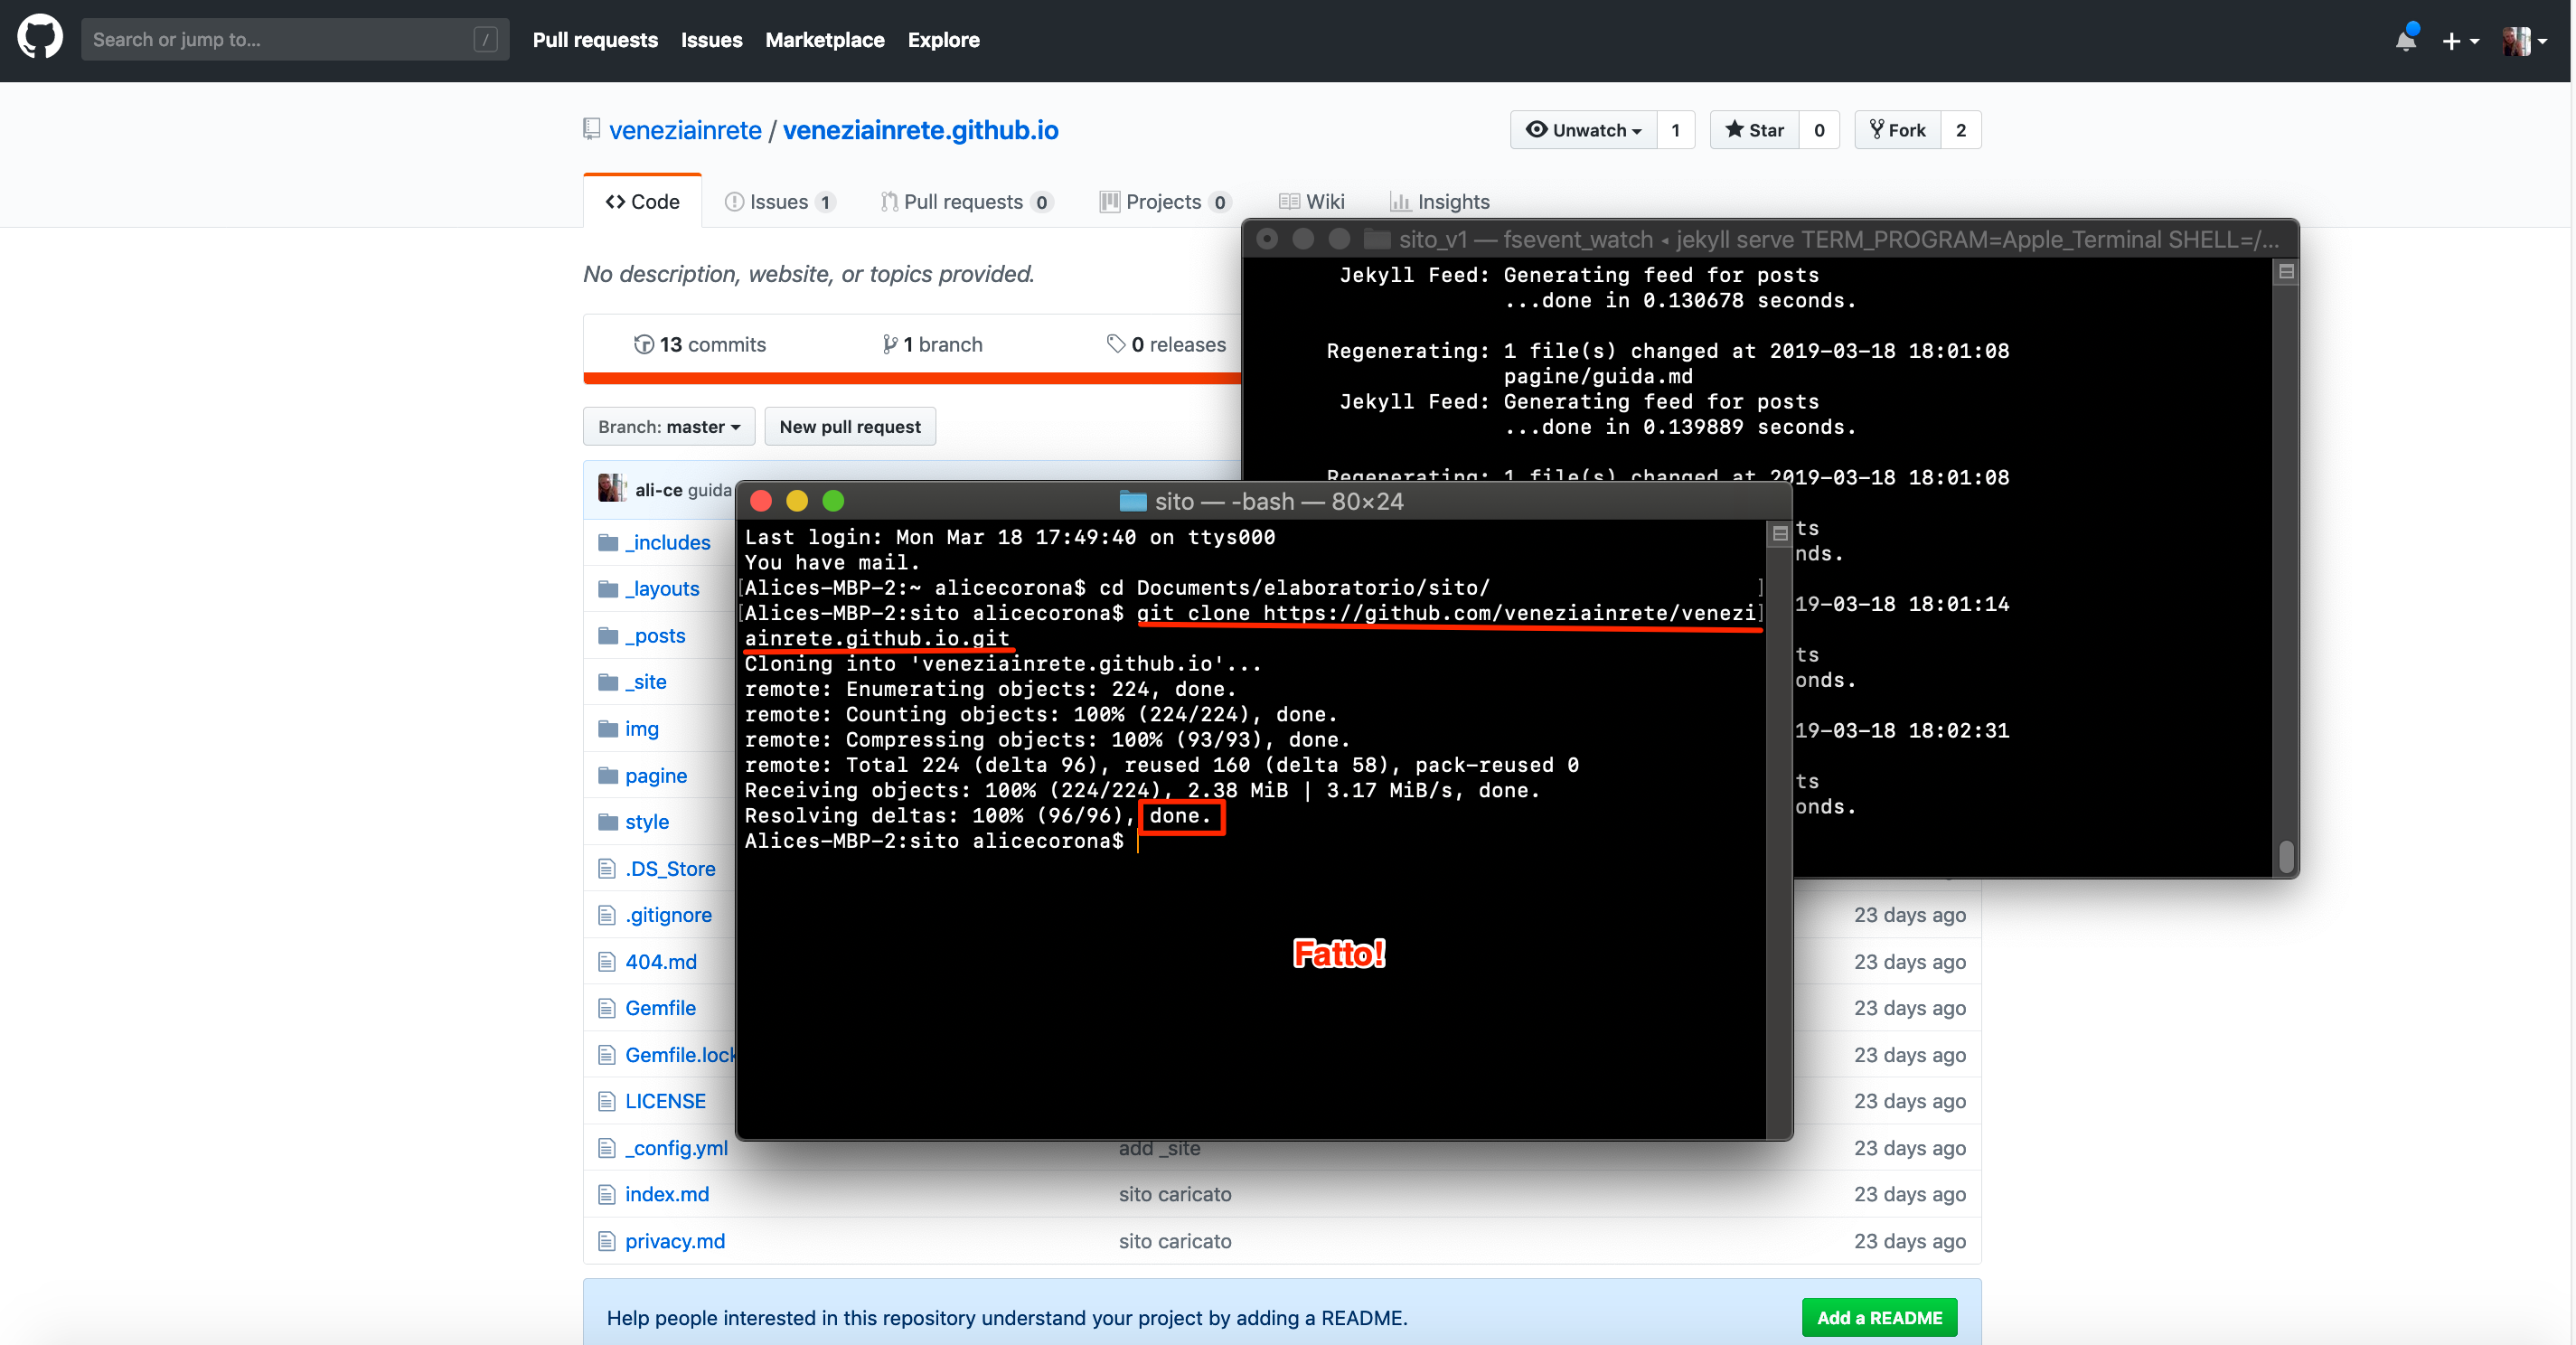 Search or jump to... /
Pull requests Issues Marketplace Explore
veneziainrete / veneziainrete.github.io
Unwatch 1 Star 0 Fork 2
Code Issues 1 Pull requests 0 Projects 0 Wiki Insights
No description, website, or topics provided.
13 commits 1 branch 0 releases
Branch: master New pull request
ali-ce guida
_includes
_layouts
_posts
_site
img
pagine
style
.DS_Store
.gitignore 23 days ago
404.md 23 days ago
Gemfile 23 days ago
Gemfile.lock 23 days ago
LICENSE 23 days ago
_config.yml add _site 23 days ago
index.md sito caricato 23 days ago
privacy.md sito caricato 23 days ago
Help people interested in this repository understand your project by adding a README. Add a README
sito_v1 — fsevent_watch ◂ jekyll serve TERM_PROGRAM=Apple_Terminal SHELL=/...
Jekyll Feed: Generating feed for posts
...done in 0.130678 seconds.
Regenerating: 1 file(s) changed at 2019-03-18 18:01:08
pagine/guida.md
Jekyll Feed: Generating feed for posts
...done in 0.139889 seconds.
Regenerating: 1 file(s) changed at 2019-03-18 18:01:08
ts
nds.
19-03-18 18:01:14
ts
onds.
19-03-18 18:02:31
ts
onds.
sito — -bash — 80×24
Last login: Mon Mar 18 17:49:40 on ttys000
You have mail.
[Alices-MBP-2:~ alicecorona$ cd Documents/elaboratorio/sito/ ]
[Alices-MBP-2:sito alicecorona$ git clone https://github.com/veneziainrete/venezi]
ainrete.github.io.git
Cloning into 'veneziainrete.github.io'...
remote: Enumerating objects: 224, done.
remote: Counting objects: 100% (224/224), done.
remote: Compressing objects: 100% (93/93), done.
remote: Total 224 (delta 96), reused 160 (delta 58), pack-reused 0
Receiving objects: 100% (224/224), 2.38 MiB | 3.17 MiB/s, done.
Resolving deltas: 100% (96/96), done.
Alices-MBP-2:sito alicecorona$
Fatto!